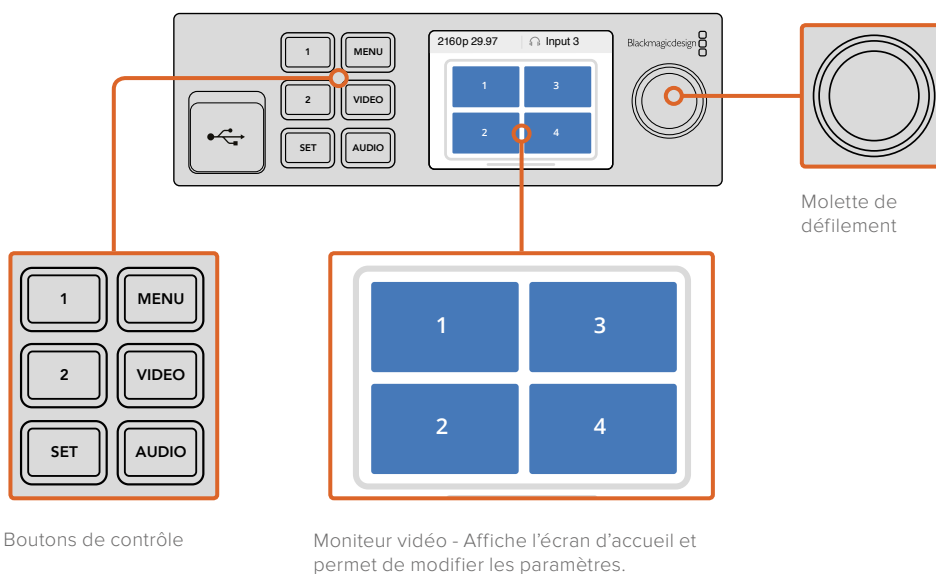 1
MENU
2
VIDEO
SET
AUDIO
2160p 29.97
Input 3
1
3
2
4
Blackmagicdesign
Molette de
défilement
1
MENU
2
VIDEO
SET
AUDIO
Boutons de contrôle
1
3
2
4
Moniteur vidéo - Affiche l’écran d’accueil et
permet de modifier les paramètres.